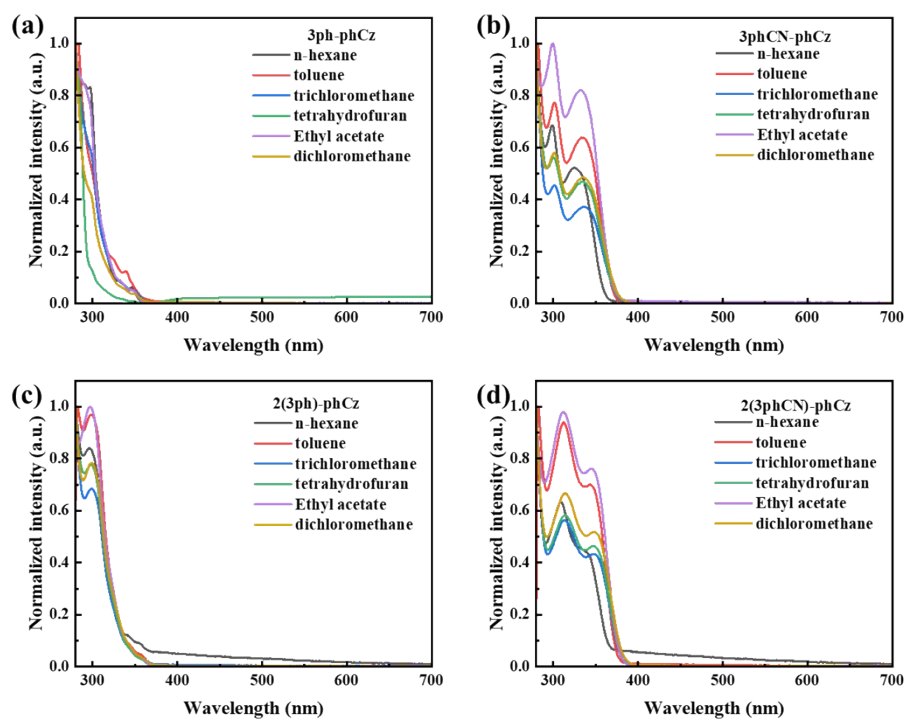 (a)
3ph-phCz
n-hexane
toluene
trichloromethane
tetrahydrofuran
Ethyl acetate
dichloromethane
Normalized intensity (a.u.)
1.0
0.8
0.6
0.4
0.2
0.0
300 400 500 600 700
Wavelength (nm)
(b)
3phCN-phCz
n-hexane
toluene
trichloromethane
tetrahydrofuran
Ethyl acetate
dichloromethane
Normalized intensity (a.u.)
1.0
0.8
0.6
0.4
0.2
0.0
300 400 500 600 700
Wavelength (nm)
(c)
2(3ph)-phCz
n-hexane
toluene
trichloromethane
tetrahydrofuran
Ethyl acetate
dichloromethane
Normalized intensity (a.u.)
1.0
0.8
0.6
0.4
0.2
0.0
300 400 500 600 700
Wavelength (nm)
(d)
2(3phCN)-phCz
n-hexane
toluene
trichloromethane
tetrahydrofuran
Ethyl acetate
dichloromethane
Normalized intensity (a.u.)
1.0
0.8
0.6
0.4
0.2
0.0
300 400 500 600 700
Wavelength (nm)